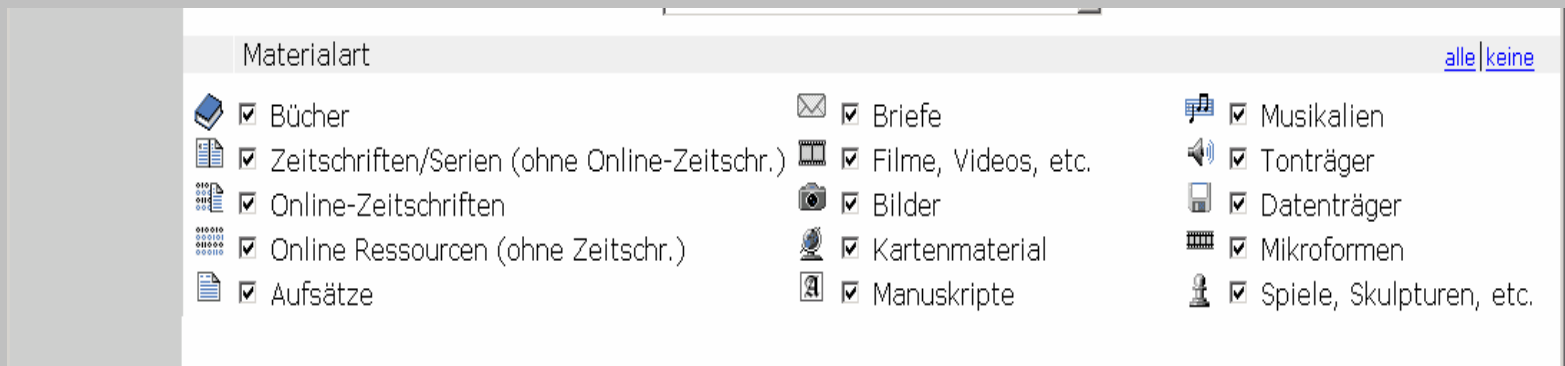 Materialart alle|keine
Bücher Briefe Musikalien
Zeitschriften/Serien (ohne Online-Zeitschr.) Filme, Videos, etc. Tonträger
Online-Zeitschriften Bilder Datenträger
Online Ressourcen (ohne Zeitschr.) Kartenmaterial Mikroformen
Aufsätze Manuskripte Spiele, Skulpturen, etc.